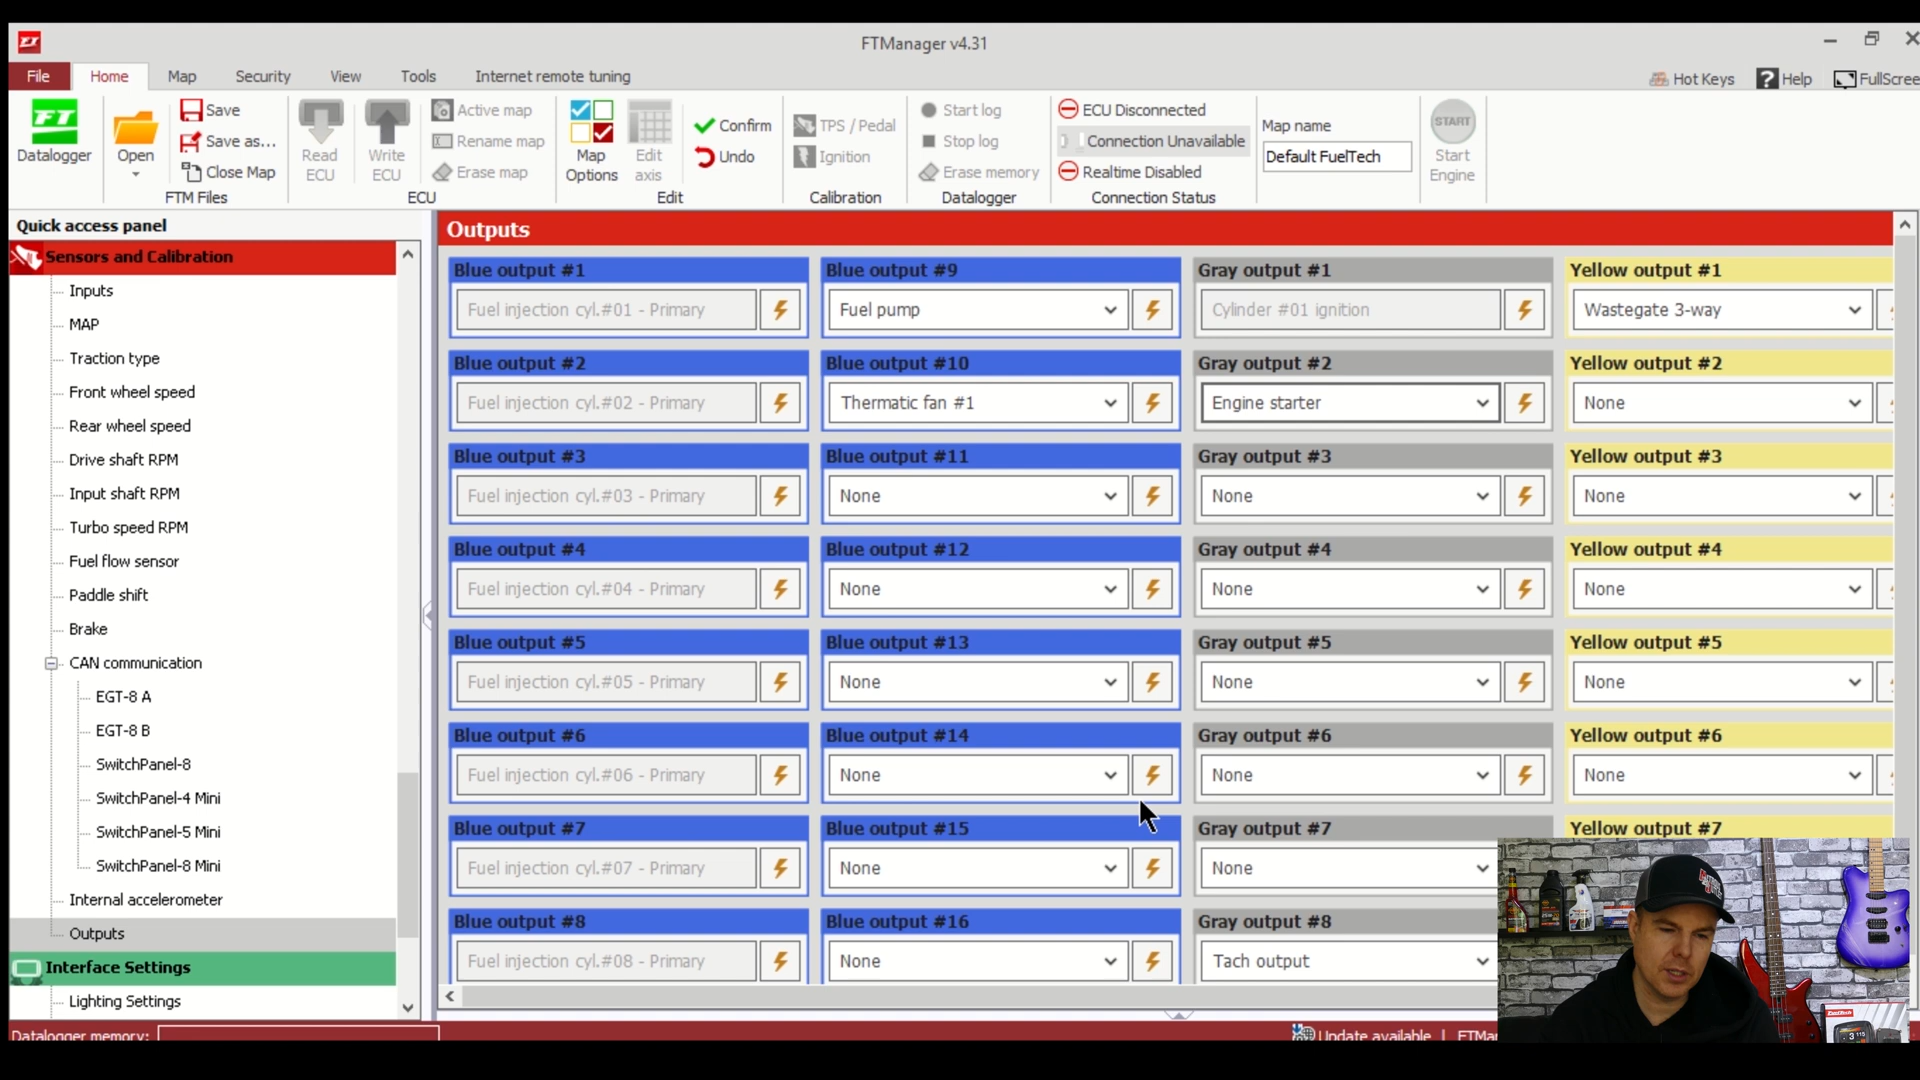 FTManager v4.31
File
Home
Map
Security
View
Tools
Internet remote tuning
Hot Keys
? Help
FullScree
FT
Datalogger
Open
Save
Save as...
Close Map
FTM Files
Read
ECU
Write
ECU
Active map
Rename map
Erase map
ECU
Map
Options
Edit
axis
Confirm
Undo
Edit
TPS / Pedal
Ignition
Calibration
Start log
Stop log
Erase memory
Datalogger
ECU Disconnected
Connection Unavailable
Realtime Disabled
Connection Status
Map name
Default FuelTech
START
Start
Engine
Quick access panel
Sensors and Calibration
Inputs
MAP
Traction type
Front wheel speed
Rear wheel speed
Drive shaft RPM
Input shaft RPM
Turbo speed RPM
Fuel flow sensor
Paddle shift
Brake
CAN communication
EGT-8 A
EGT-8 B
SwitchPanel-8
SwitchPanel-4 Mini
SwitchPanel-5 Mini
SwitchPanel-8 Mini
Internal accelerometer
Outputs
Interface Settings
Lighting Settings
Outputs
Blue output #1
Fuel injection cyl.#01 - Primary
Blue output #2
Fuel injection cyl.#02 - Primary
Blue output #3
Fuel injection cyl.#03 - Primary
Blue output #4
Fuel injection cyl.#04 - Primary
Blue output #5
Fuel injection cyl.#05 - Primary
Blue output #6
Fuel injection cyl.#06 - Primary
Blue output #7
Fuel injection cyl.#07 - Primary
Blue output #8
Fuel injection cyl.#08 - Primary
Blue output #9
Fuel pump
Blue output #10
Thermatic fan #1
Blue output #11
None
Blue output #12
None
Blue output #13
None
Blue output #14
None
Blue output #15
None
Blue output #16
None
Gray output #1
Cylinder #01 ignition
Gray output #2
Engine starter
Gray output #3
None
Gray output #4
None
Gray output #5
None
Gray output #6
None
Gray output #7
None
Gray output #8
Tach output
Yellow output #1
Wastegate 3-way
Yellow output #2
None
Yellow output #3
None
Yellow output #4
None
Yellow output #5
None
Yellow output #6
None
Yellow output #7
Datalogger memory:
Update available | FTMa